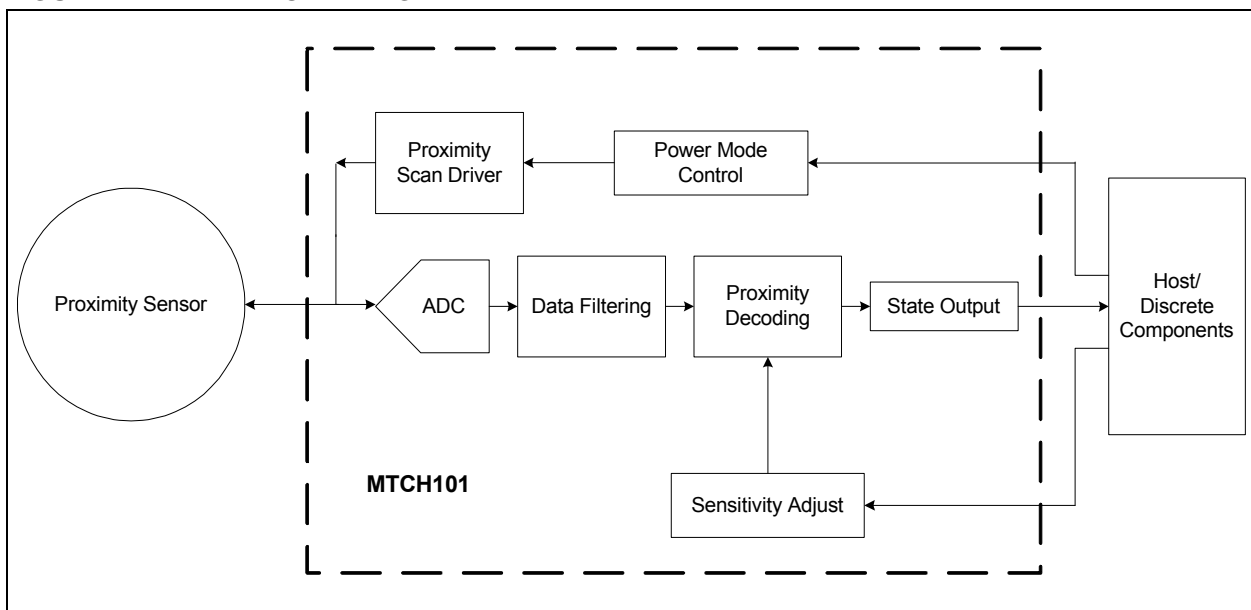 Proximity
Scan Driver
Power Mode
Control
Proximity Sensor
ADC
Data Filtering
Proximity
Decoding
State Output
Host/
Discrete
Components
MTCH101
Sensitivity Adjust